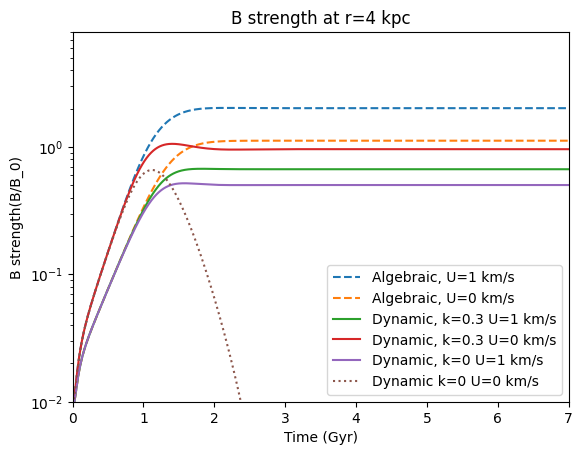 B strength at r=4 kpc
B strength(B/B_0)
10^0
10^-1
10^-2
Algebraic, U=1 km/s
Algebraic, U=0 km/s
Dynamic, k=0.3 U=1 km/s
Dynamic, k=0.3 U=0 km/s
Dynamic, k=0 U=1 km/s
Dynamic k=0 U=0 km/s
0 1 2 3 4 5 6 7
Time (Gyr)